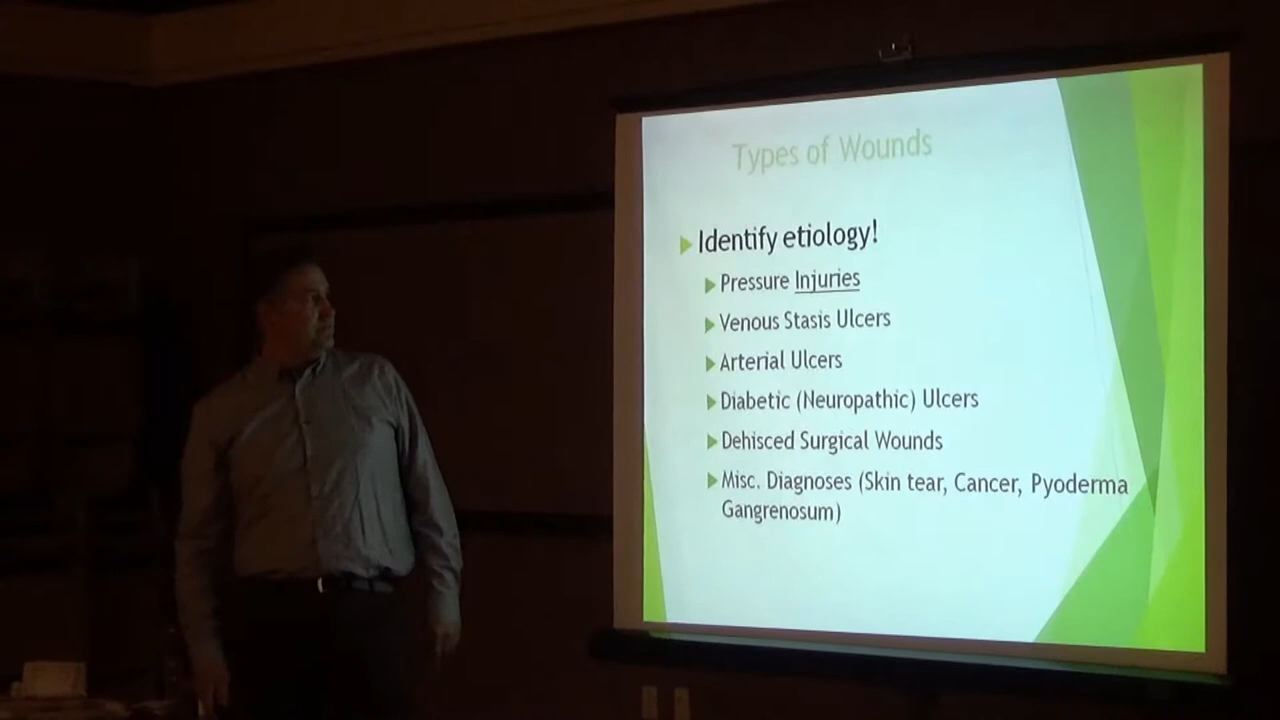 Types of Wounds
Identify etiology!
Pressure Injuries
Venous Stasis Ulcers
Arterial Ulcers
Diabetic (Neuropathic) Ulcers
Dehisced Surgical Wounds
Misc. Diagnoses (Skin tear, Cancer, Pyoderma
Gangrenosum)